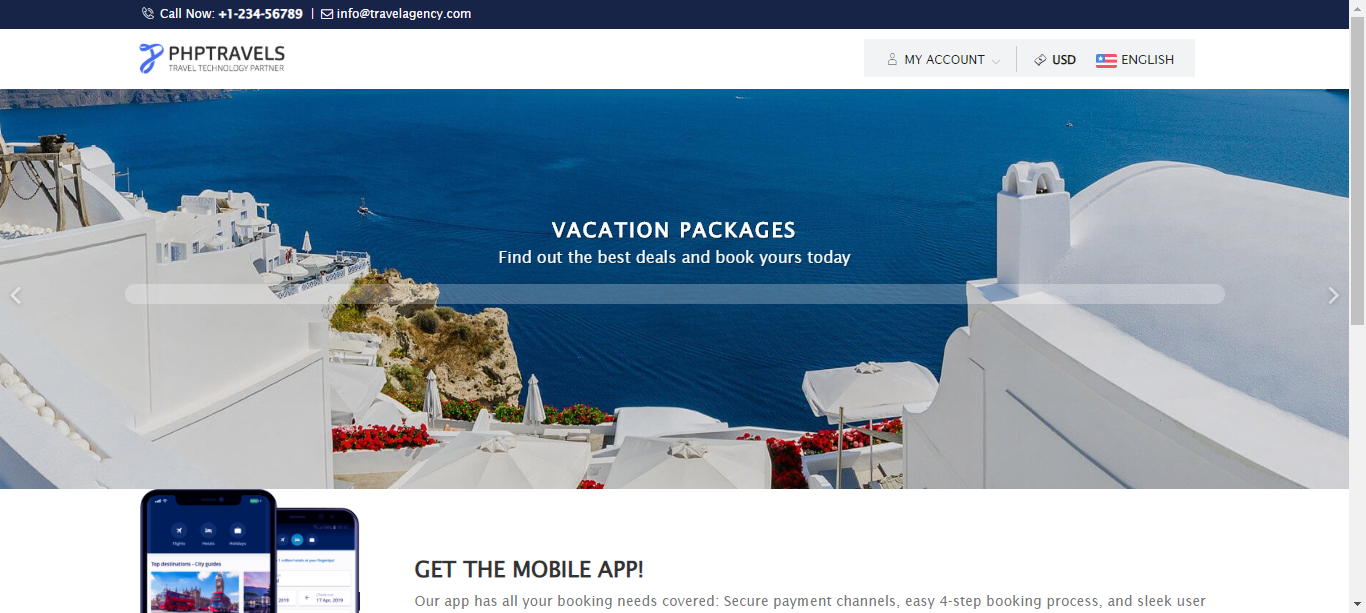 Call Now: +1-234-56789 | info@travelagency.com
PHPTRAVELS
TRAVEL TECHNOLOGY PARTNER
MY ACCOUNT USD ENGLISH
VACATION PACKAGES
Find out the best deals and book yours today
Flights Hotels Holidays
Top destinations - City guides
17 Apr, 2019
GET THE MOBILE APP!
Our app has all your booking needs covered: Secure payment channels, easy 4-step booking process, and sleek user